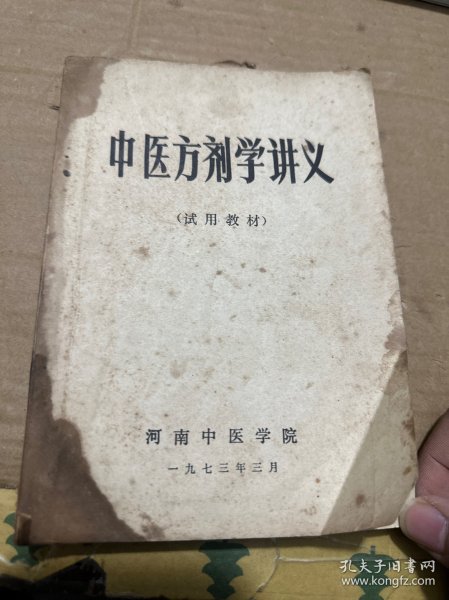 中医方剂学讲义
(试用教材)
河南中医学院
一九七三年三月
孔夫子旧书网
www.kongfz.com